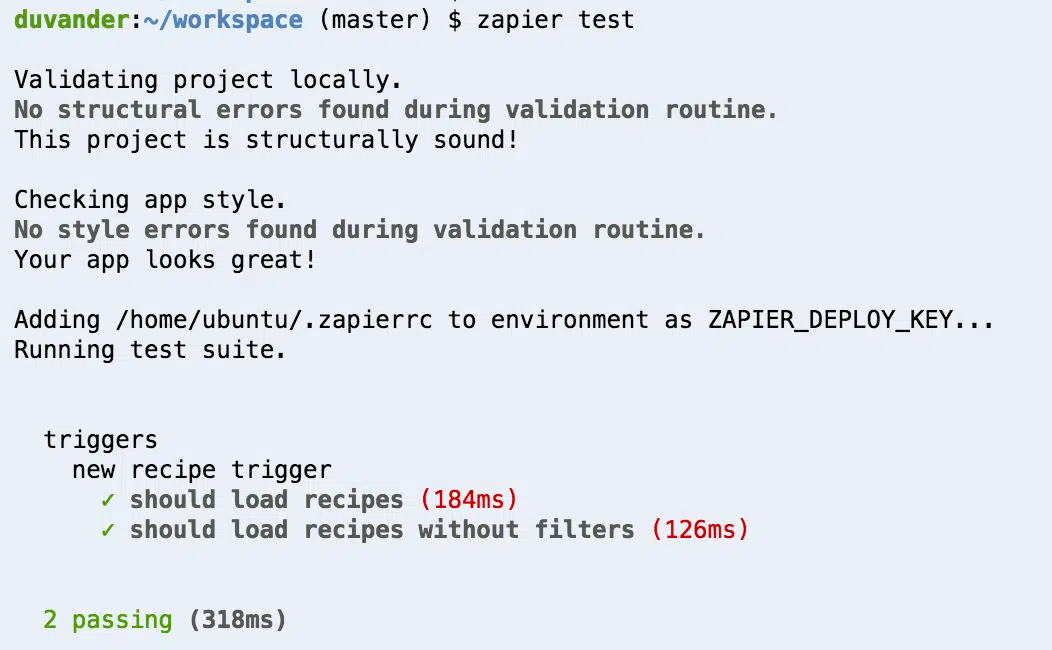 duvander:~/workspace (master) $ zapier test
Validating project locally.
No structural errors found during validation routine.
This project is structurally sound!
Checking app style.
No style errors found during validation routine.
Your app looks great!
Adding /home/ubuntu/.zapierrc to environment as ZAPIER_DEPLOY_KEY...
Running test suite.
triggers
new recipe trigger
✓ should load recipes (184ms)
✓ should load recipes without filters (126ms)
2 passing (318ms)